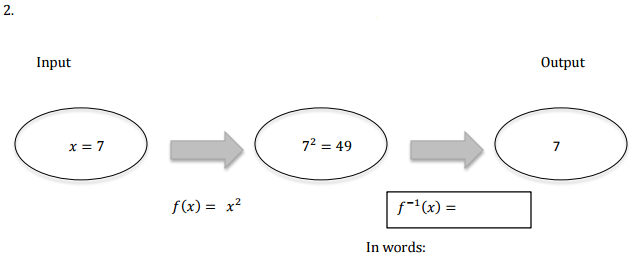 2.
Input Output
x = 7 7² = 49 7
f(x) = x² f⁻¹(x) =
In words: